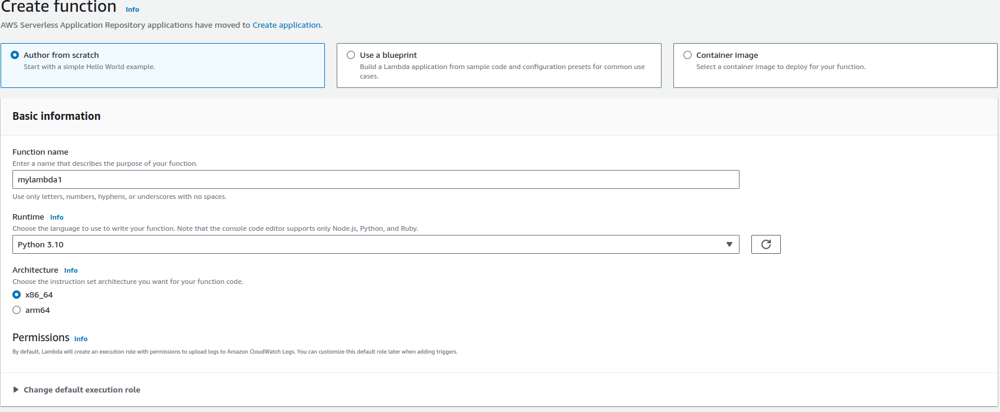 Create function Info
AWS Serverless Application Repository applications have moved to Create application.
Author from scratch
Start with a simple Hello World example.
Use a blueprint
Build a Lambda application from sample code and configuration presets for common use
cases.
Container image
Select a container image to deploy for your function.
Basic information
Function name
Enter a name that describes the purpose of your function.
mylambda1
Use only letters, numbers, hyphens, or underscores with no spaces.
Runtime Info
Choose the language to use to write your function. Note that the console code editor supports only Node.js, Python, and Ruby.
Python 3.10
Architecture Info
Choose the instruction set architecture you want for your function code.
x86_64
arm64
Permissions Info
By default, Lambda will create an execution role with permissions to upload logs to Amazon CloudWatch Logs. You can customize this default role later when adding triggers.
Change default execution role